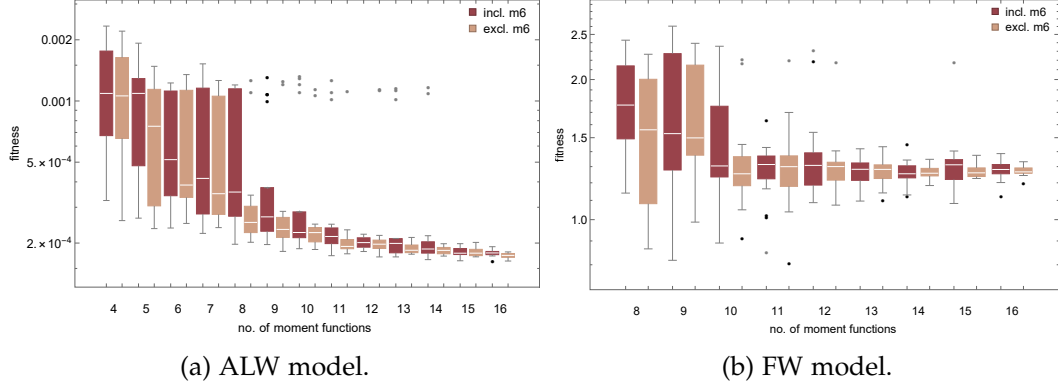 incl. m6
excl. m6
0.002
0.001
5 × 10⁻⁴
2 × 10⁻⁴
fitness
4 5 6 7 8 9 10 11 12 13 14 15 16
no. of moment functions
(a) ALW model.
incl. m6
excl. m6
2.5
2.0
1.5
1.0
fitness
8 9 10 11 12 13 14 15 16
no. of moment functions
(b) FW model.